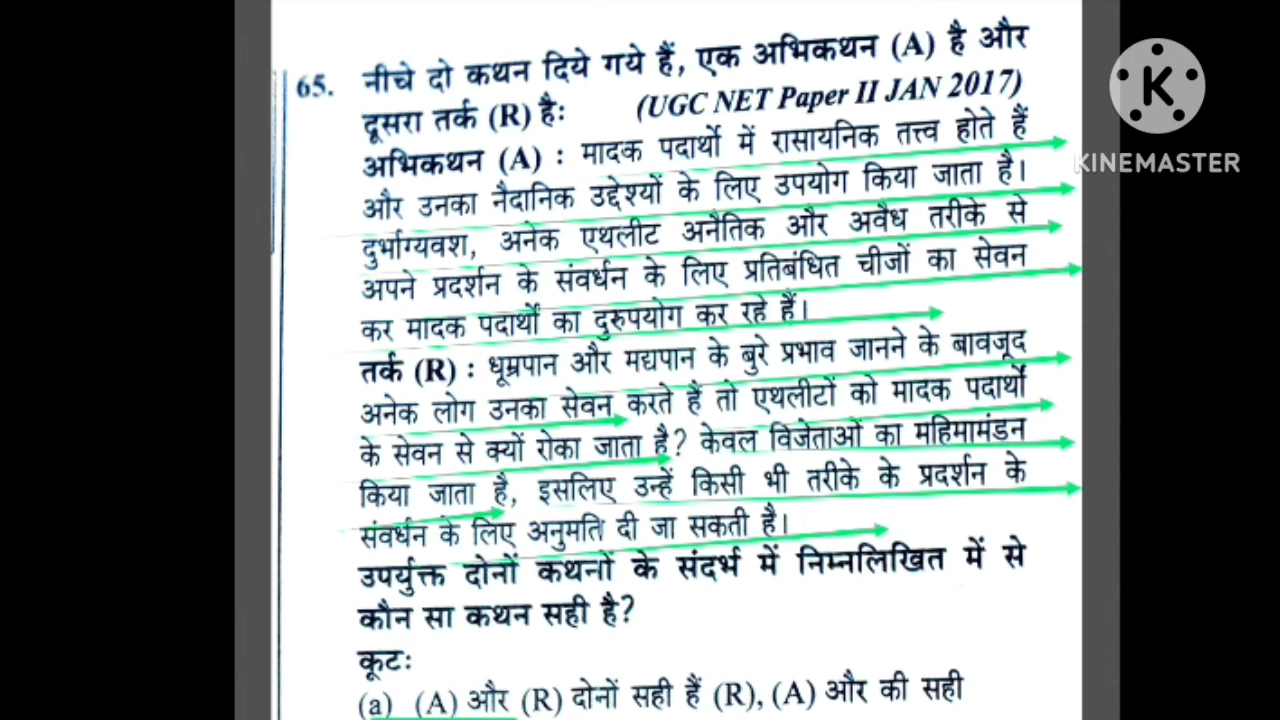 65. नीचे दो कथन दिये गये हैं, एक अभिकथन (A) है और
दूसरा तर्क (R) है: (UGC NET Paper II JAN 2017)
अभिकथन (A) : मादक पदार्थो में रासायनिक तत्त्व होते हैं
और उनका नैदानिक उद्देश्यों के लिए उपयोग किया जाता है।
दुर्भाग्यवश, अनेक एथलीट अनैतिक और अवैध तरीके से
अपने प्रदर्शन के संवर्धन के लिए प्रतिबंधित चीजों का सेवन
कर मादक पदार्थों का दुरुपयोग कर रहे हैं।
तर्क (R) : धूम्रपान और मद्यपान के बुरे प्रभाव जानने के बावजूद
अनेक लोग उनका सेवन करते हैं तो एथलीटों को मादक पदार्थों
के सेवन से क्यों रोका जाता है? केवल विजेताओं का महिमामंडन
किया जाता है, इसलिए उन्हें किसी भी तरीके के प्रदर्शन के
संवर्धन के लिए अनुमति दी जा सकती है।
उपर्युक्त दोनों कथनों के संदर्भ में निम्नलिखित में से
कौन सा कथन सही है?
कूटः
(a) (A) और (R) दोनों सही हैं (R), (A) और की सही
K
KINEMASTER